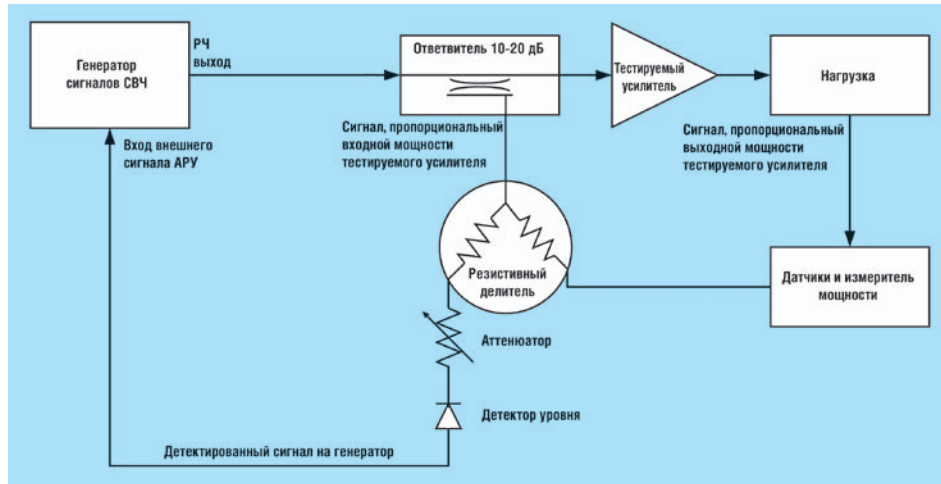 Генератор
сигналов СВЧ
РЧ
выход
Ответвитель 10-20 дБ
Тестируемый
усилитель
Нагрузка
Вход внешнего
сигнала АРУ
Сигнал, пропорциональный
входной мощности
тестируемого усилителя
Сигнал, пропорциональный
выходной мощности
тестируемого усилителя
Резистивный
делитель
Датчики и измеритель
мощности
Аттенюатор
Детектор уровня
Детектированный сигнал на генератор